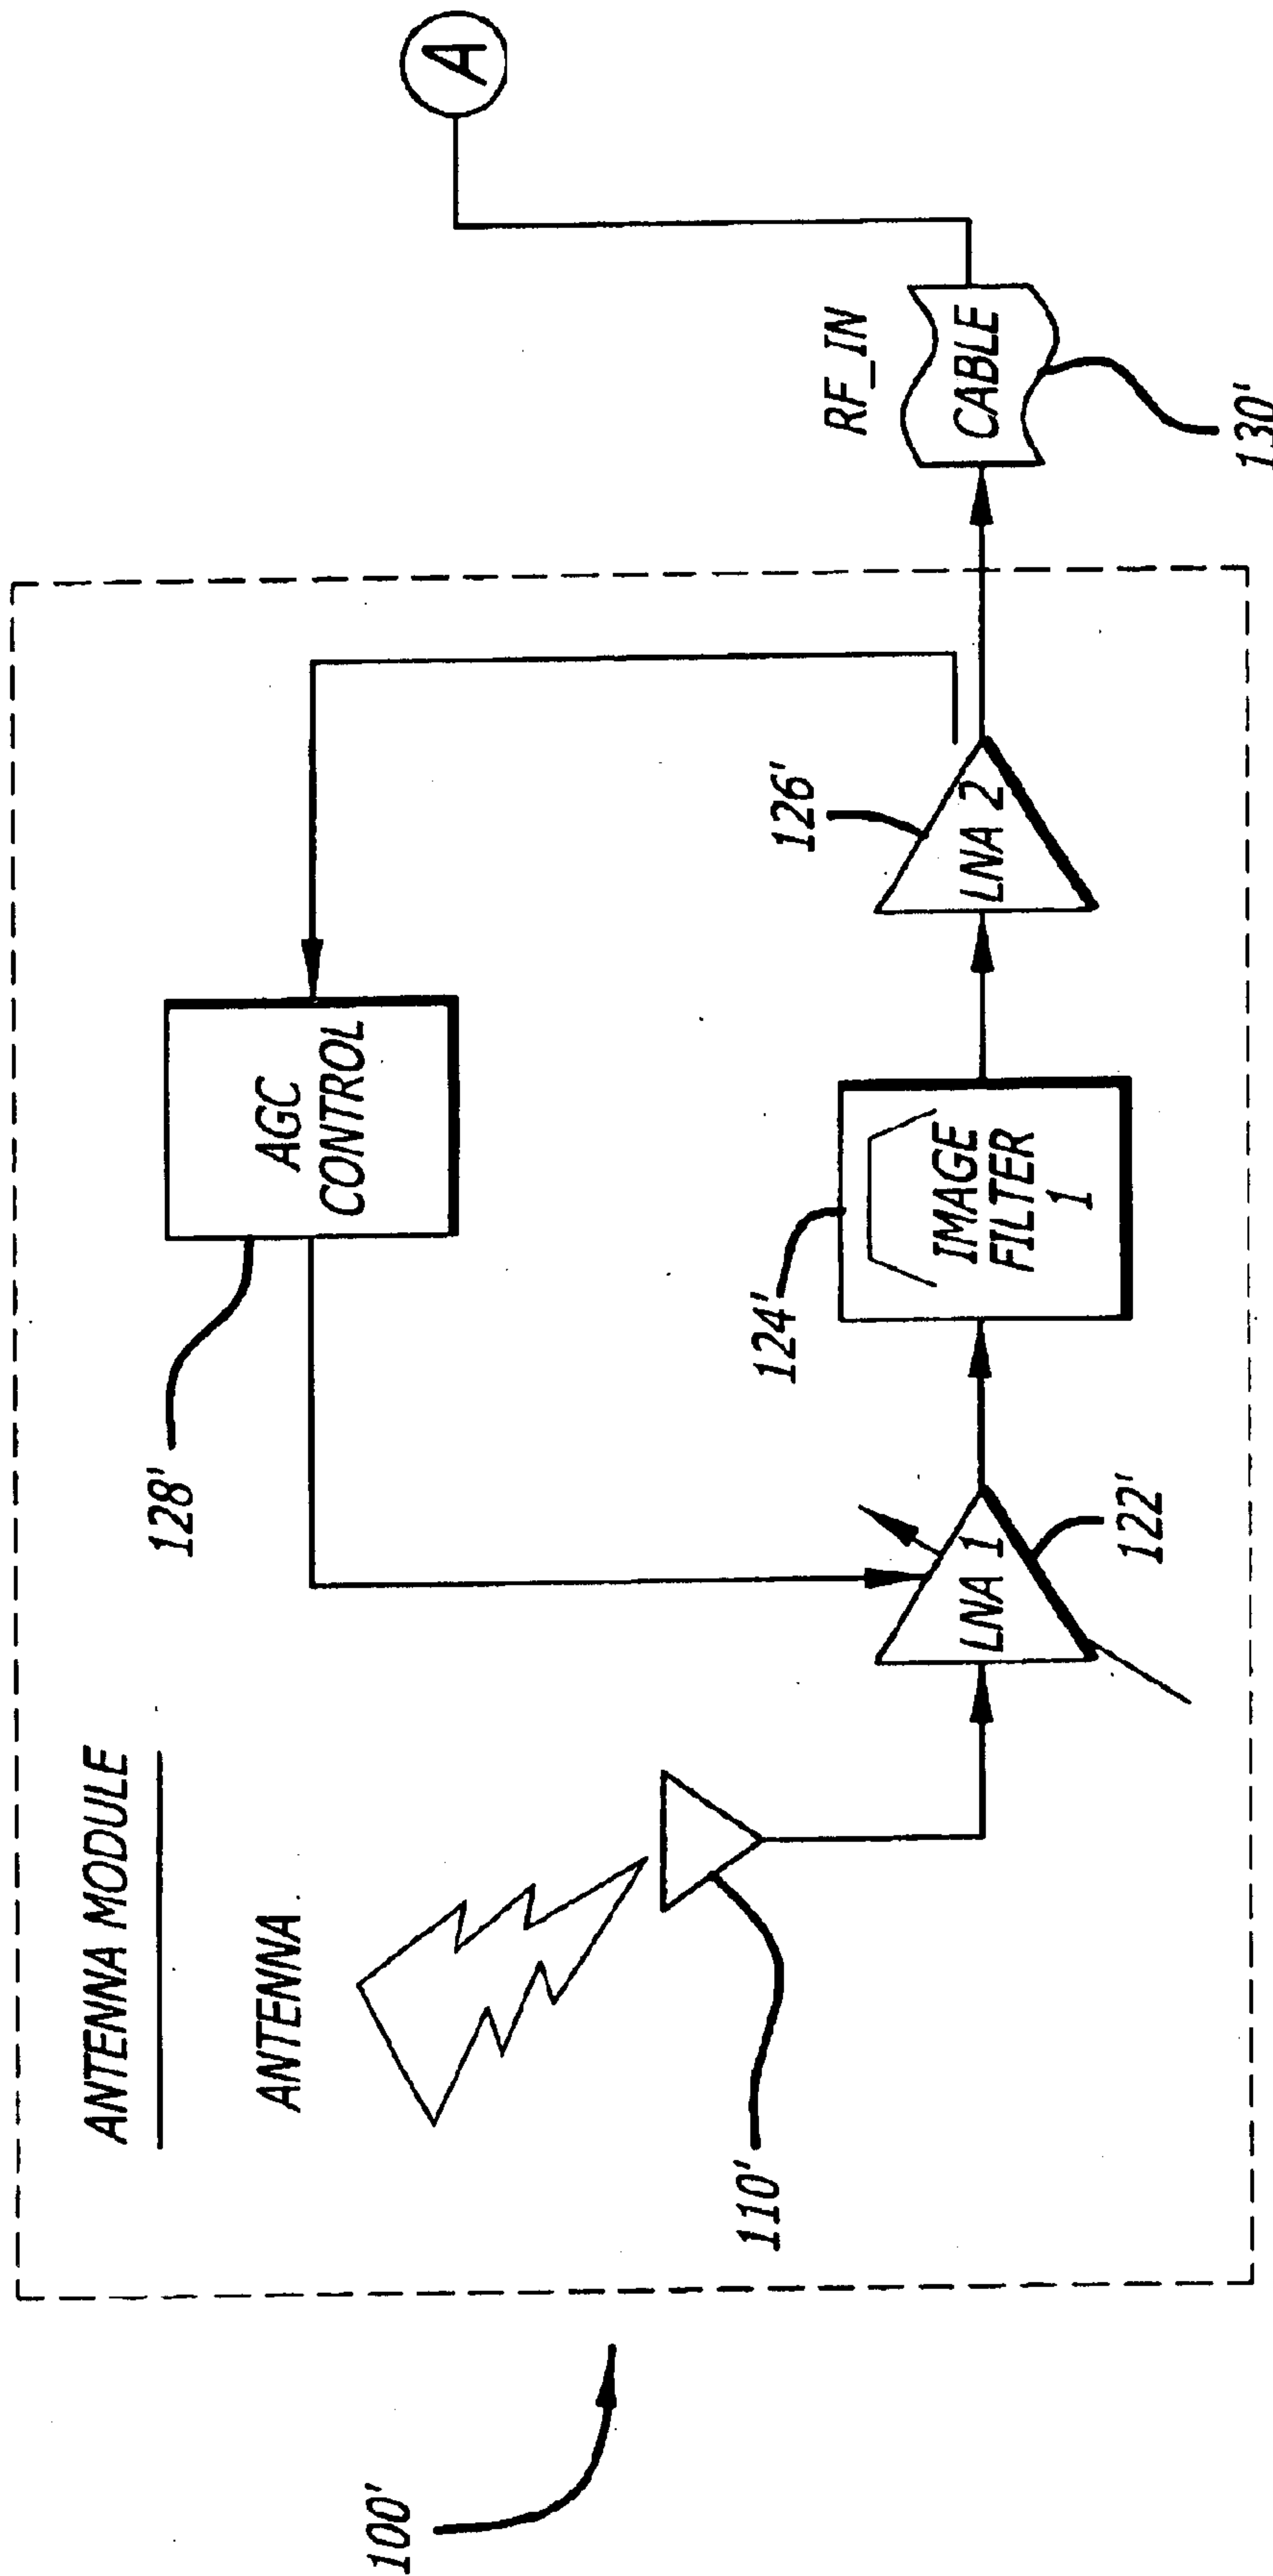 100'
ANTENNA MODULE
ANTENNA
110'
128'
AGC
CONTROL
LNA 1
122'
124'
IMAGE
FILTER
1
126'
LNA 2
RF_IN
CABLE
130'
A